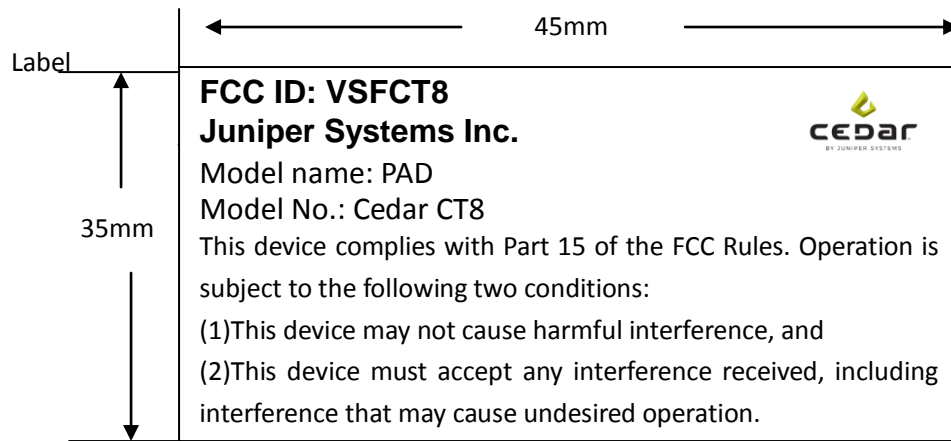 45mm
Label
FCC ID: VSFCT8
Juniper Systems Inc.
CEDAR
BY JUNIPER SYSTEMS
Model name: PAD
Model No.: Cedar CT8
35mm
This device complies with Part 15 of the FCC Rules. Operation is
subject to the following two conditions:
(1)This device may not cause harmful interference, and
(2)This device must accept any interference received, including
interference that may cause undesired operation.